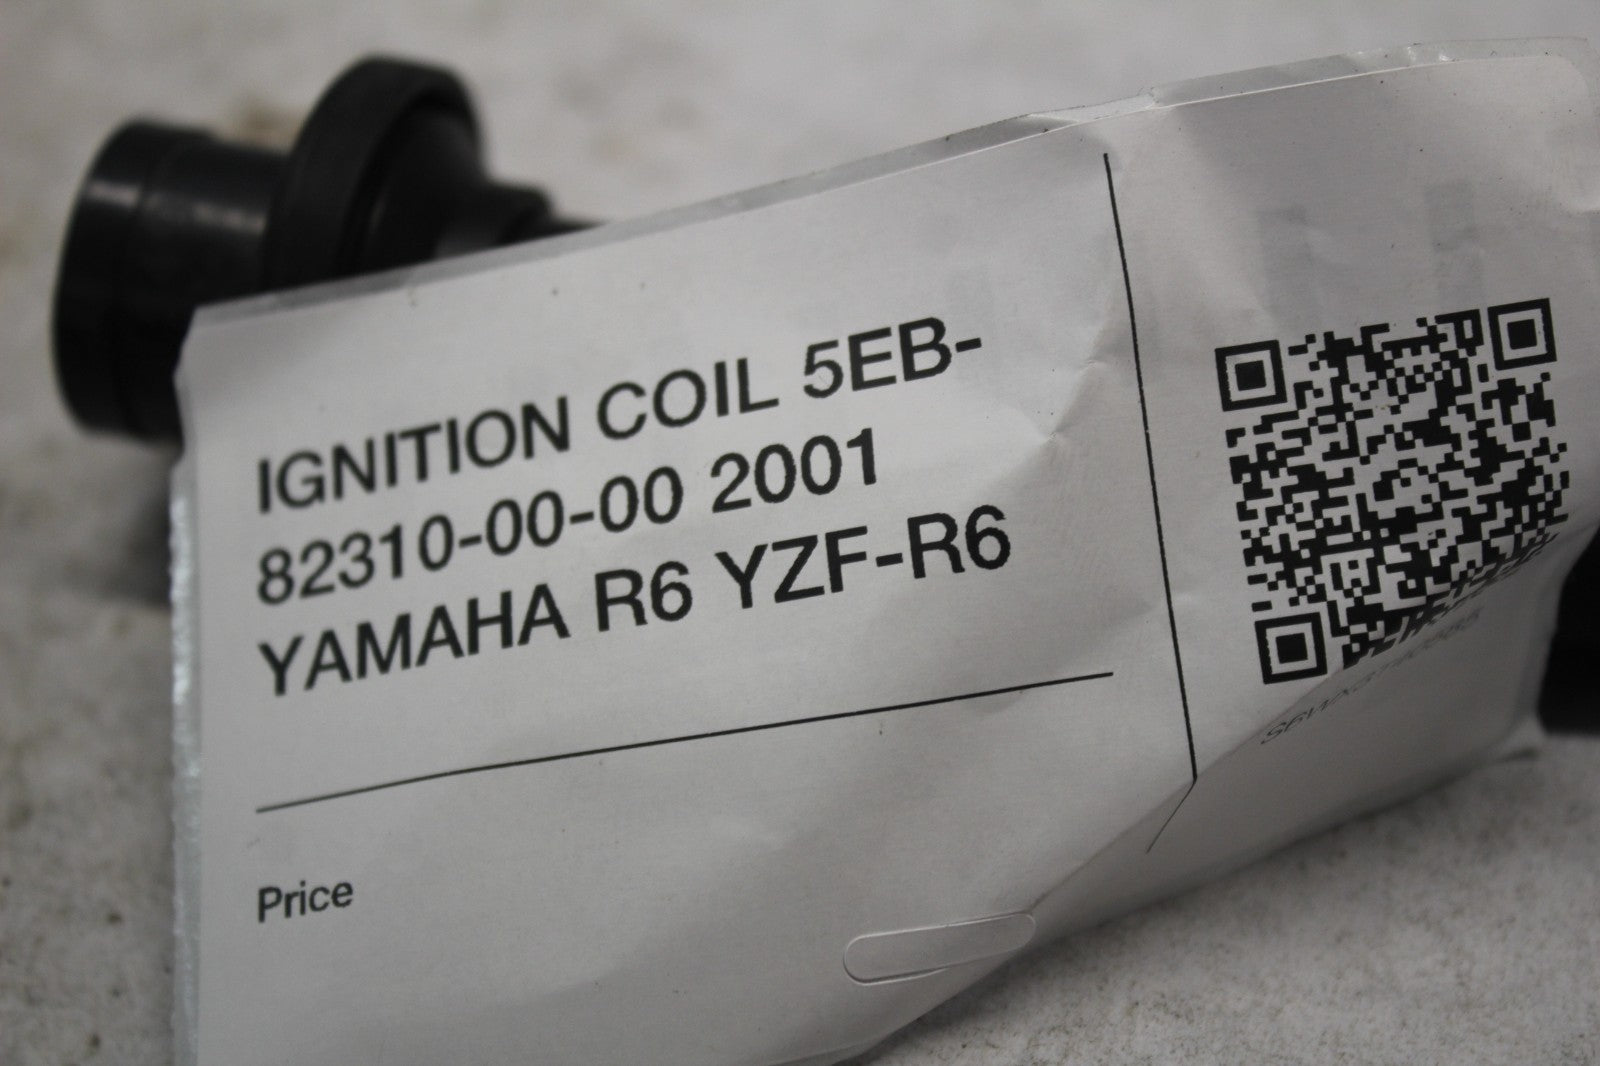 IGNITION COIL 5EB-
82310-00-00 2001
YAMAHA R6 YZF-R6
Price